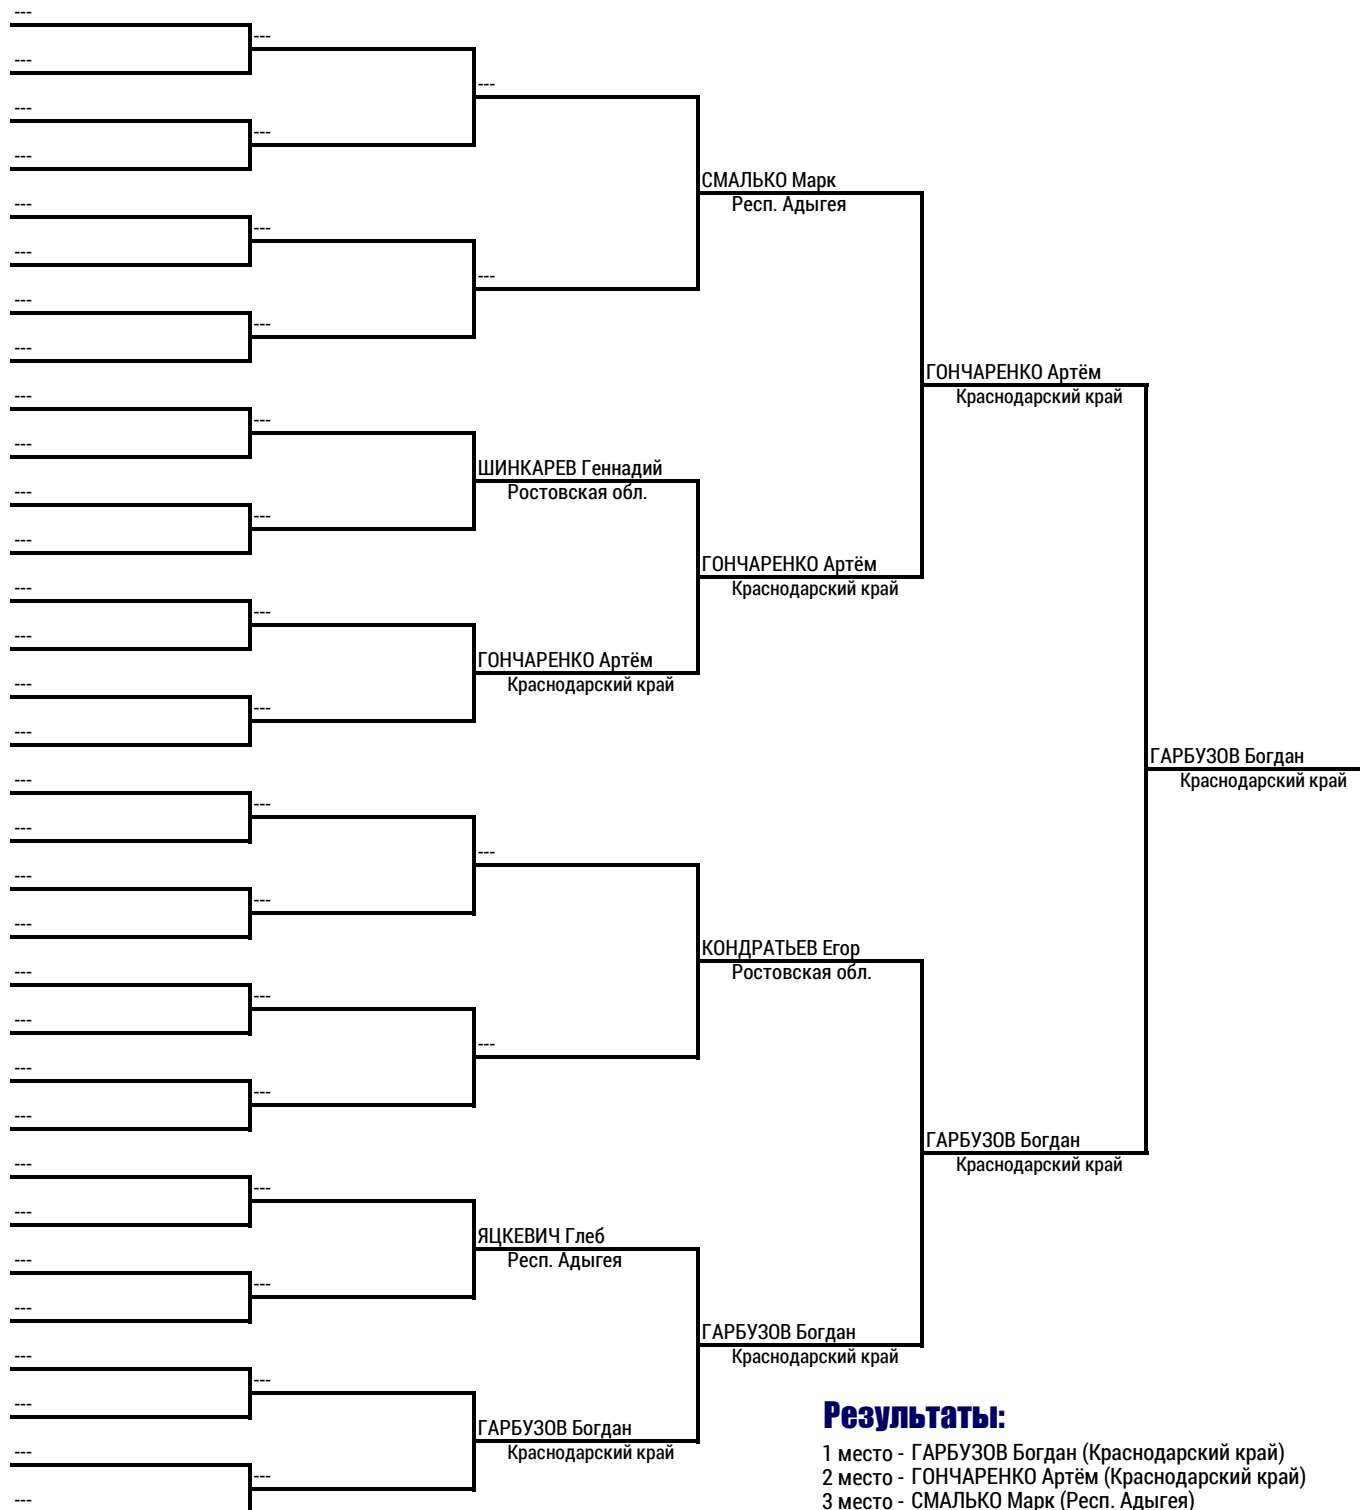 ---
---
---
---
---
---
---
СМАЛЬКО Марк
Респ. Адыгея
---
---
---
---
---
---
---
---
ГОНЧАРЕНКО Артём
Краснодарский край
---
---
---
ШИНКАРЕВ Геннадий
Ростовская обл.
---
---
---
ГОНЧАРЕНКО Артём
Краснодарский край
---
---
---
ГОНЧАРЕНКО Артём
Краснодарский край
---
---
---
ГАРБУЗОВ Богдан
Краснодарский край
---
---
---
---
---
---
---
КОНДРАТЬЕВ Егор
Ростовская обл.
---
---
---
---
---
---
---
ГАРБУЗОВ Богдан
Краснодарский край
---
---
---
ЯЦКЕВИЧ Глеб
Респ. Адыгея
---
---
---
ГАРБУЗОВ Богдан
Краснодарский край
---
---
---
ГАРБУЗОВ Богдан
Краснодарский край
---
---
---
Результаты:
1 место - ГАРБУЗОВ Богдан (Краснодарский край)
2 место - ГОНЧАРЕНКО Артём (Краснодарский край)
3 место - СМАЛЬКО Марк (Респ. Адыгея)